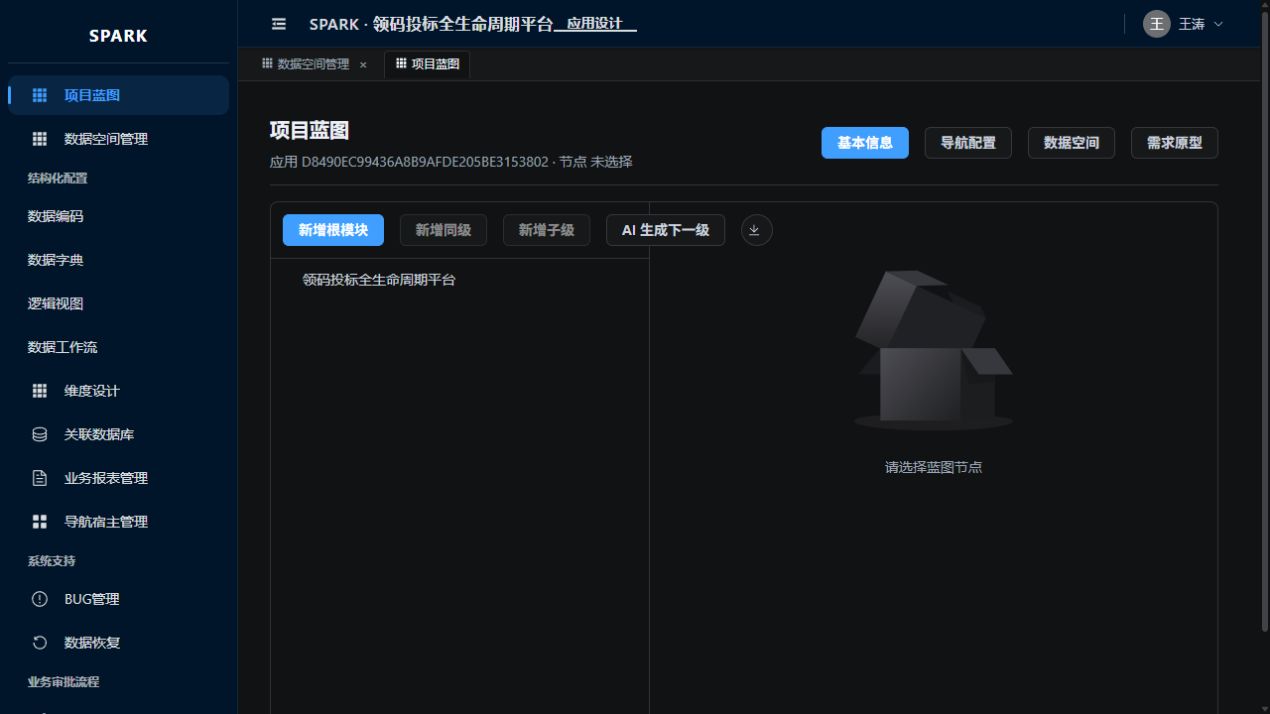 SPARK
项目蓝图
数据空间管理
结构化配置
数据编码
数据字典
逻辑视图
数据工作流
维度设计
关联数据库
业务报表管理
导航宿主管理
系统支持
BUG管理
数据恢复
业务审批流程
SPARK · 领码投标全生命周期平台__应用设计__
王 王涛
数据空间管理 ×
项目蓝图
项目蓝图
应用 D8490EC99436A8B9AFDE205BE3153802 · 节点 未选择
基本信息 导航配置 数据空间 需求原型
新增根模块 新增同级 新增子级 AI 生成下一级
领码投标全生命周期平台
请选择蓝图节点